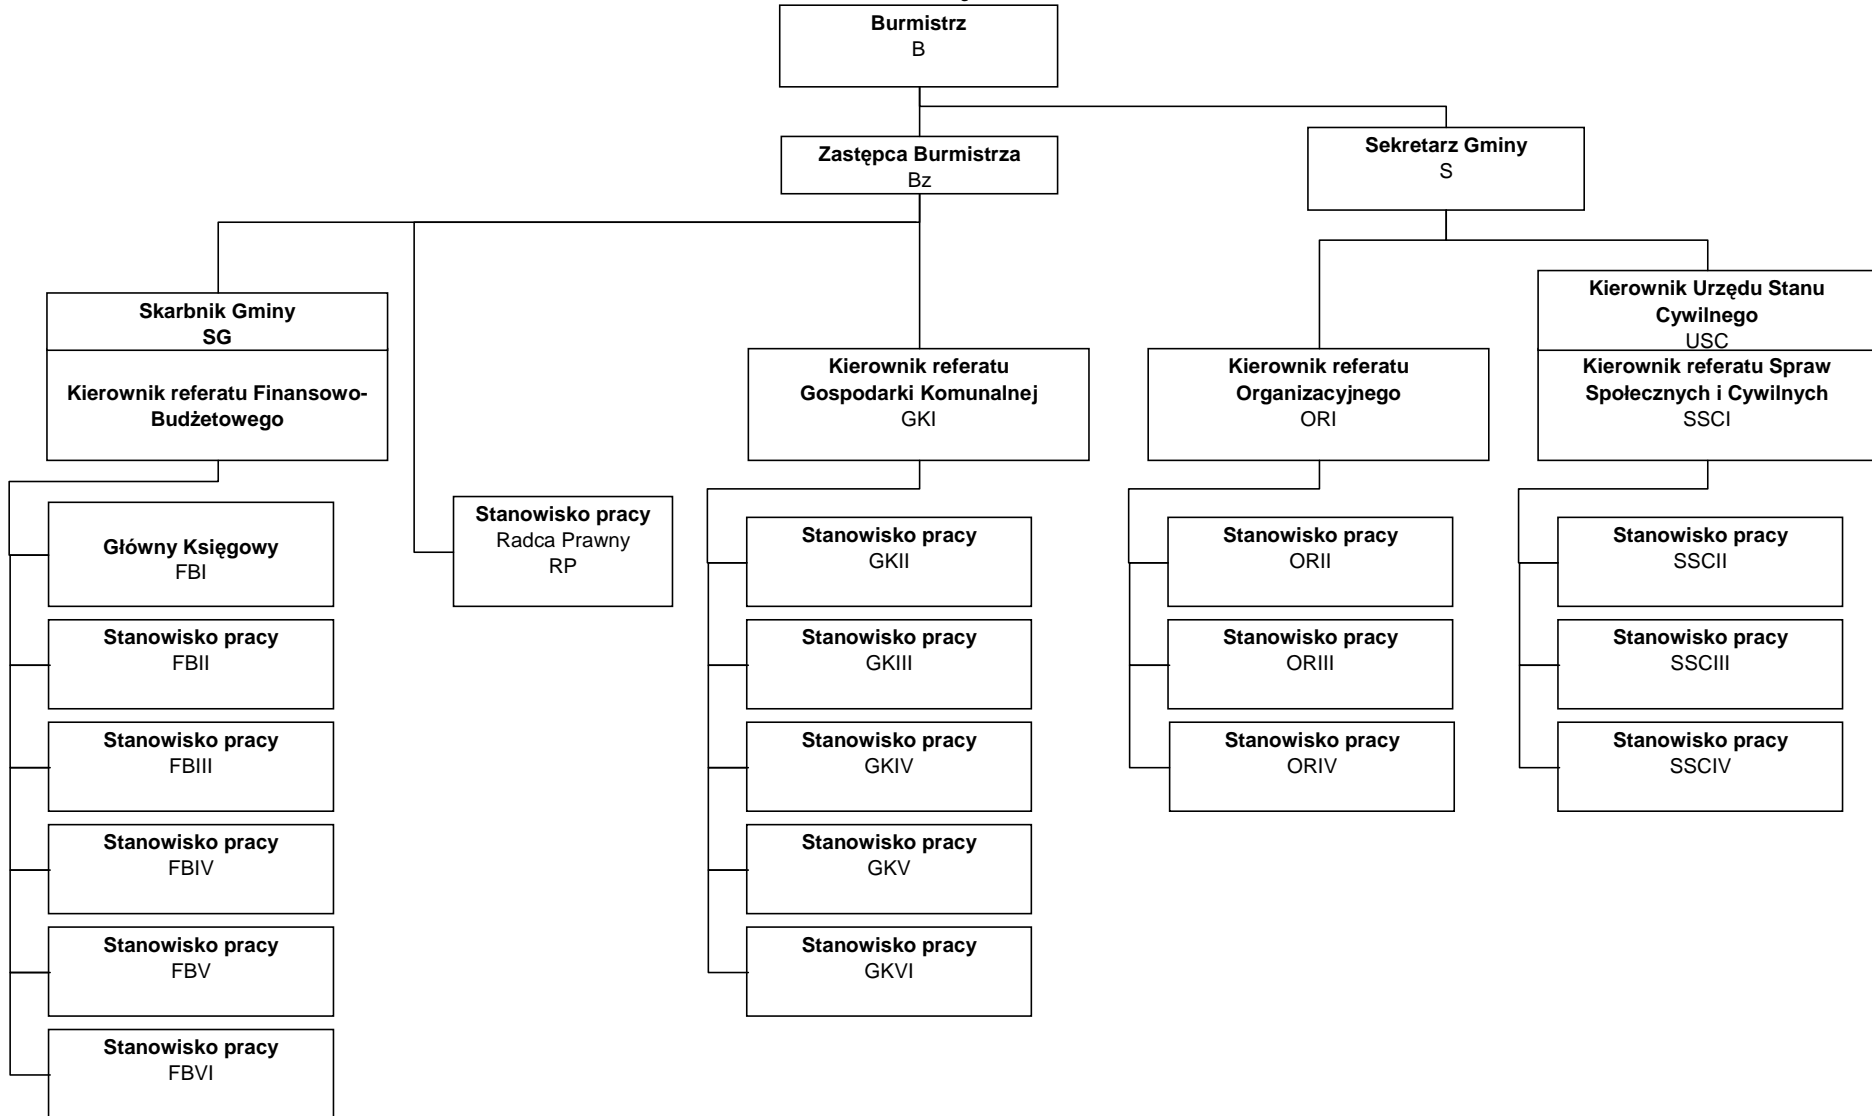 Burmistrz
B
Zastępca Burmistrza
Bz
Sekretarz Gminy
S
Skarbnik Gminy
SG
Kierownik referatu Finansowo-
Budżetowego
Kierownik referatu
Gospodarki Komunalnej
GKI
Kierownik referatu
Organizacyjnego
ORI
Kierownik Urzędu Stanu
Cywilnego
USC
Kierownik referatu Spraw
Społecznych i Cywilnych
SSCI
Główny Księgowy
FBI
Stanowisko pracy
FBII
Stanowisko pracy
FBIII
Stanowisko pracy
FBIV
Stanowisko pracy
FBV
Stanowisko pracy
FBVI
Stanowisko pracy
Radca Prawny
RP
Stanowisko pracy
GKII
Stanowisko pracy
GKIII
Stanowisko pracy
GKIV
Stanowisko pracy
GKV
Stanowisko pracy
GKVI
Stanowisko pracy
ORII
Stanowisko pracy
ORIII
Stanowisko pracy
ORIV
Stanowisko pracy
SSCII
Stanowisko pracy
SSCIII
Stanowisko pracy
SSCIV